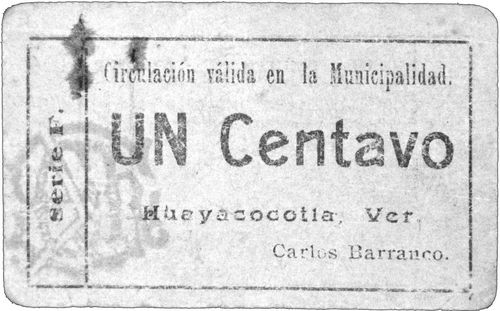 Circulación válida en la Municipalidad.
serie F.
UN Centavo
Huayacocotla, Ver.
Carlos Barranco.